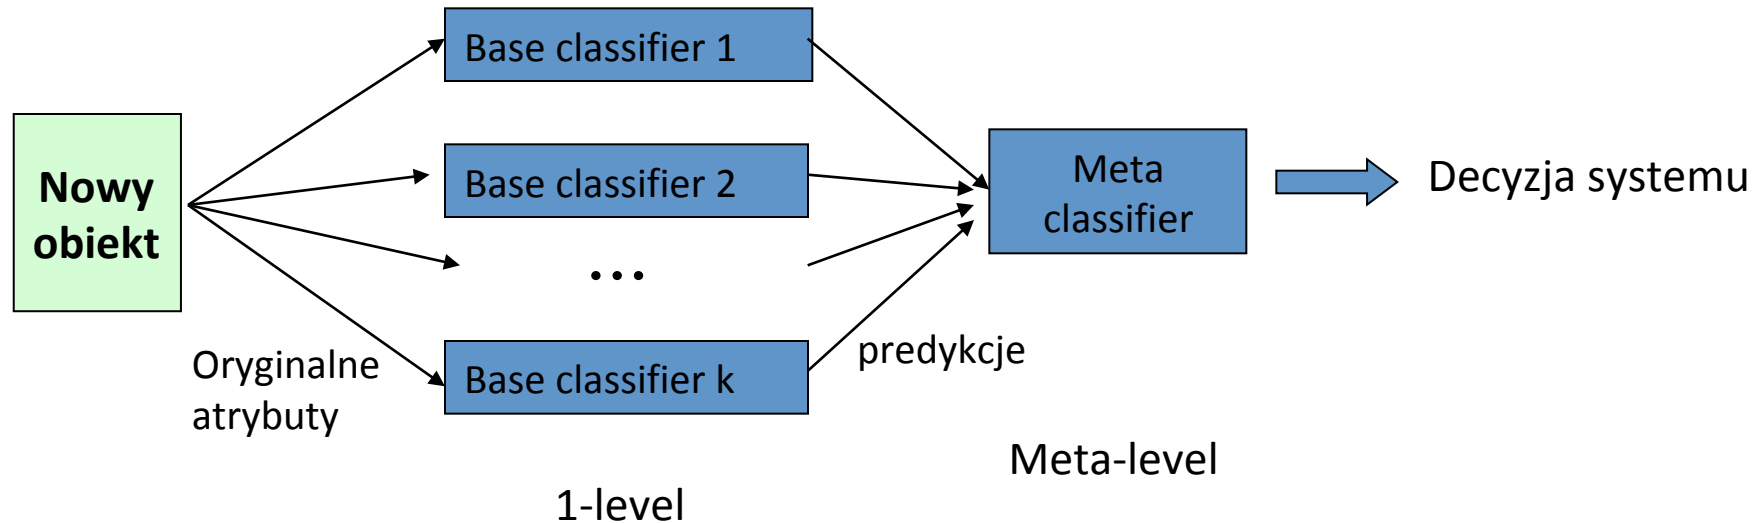 Nowy
obiekt
Oryginalne
atrybuty
Base classifier 1
Base classifier 2
...
Base classifier k
1-level
predykcje
Meta
classifier
Meta-level
Decyzja systemu